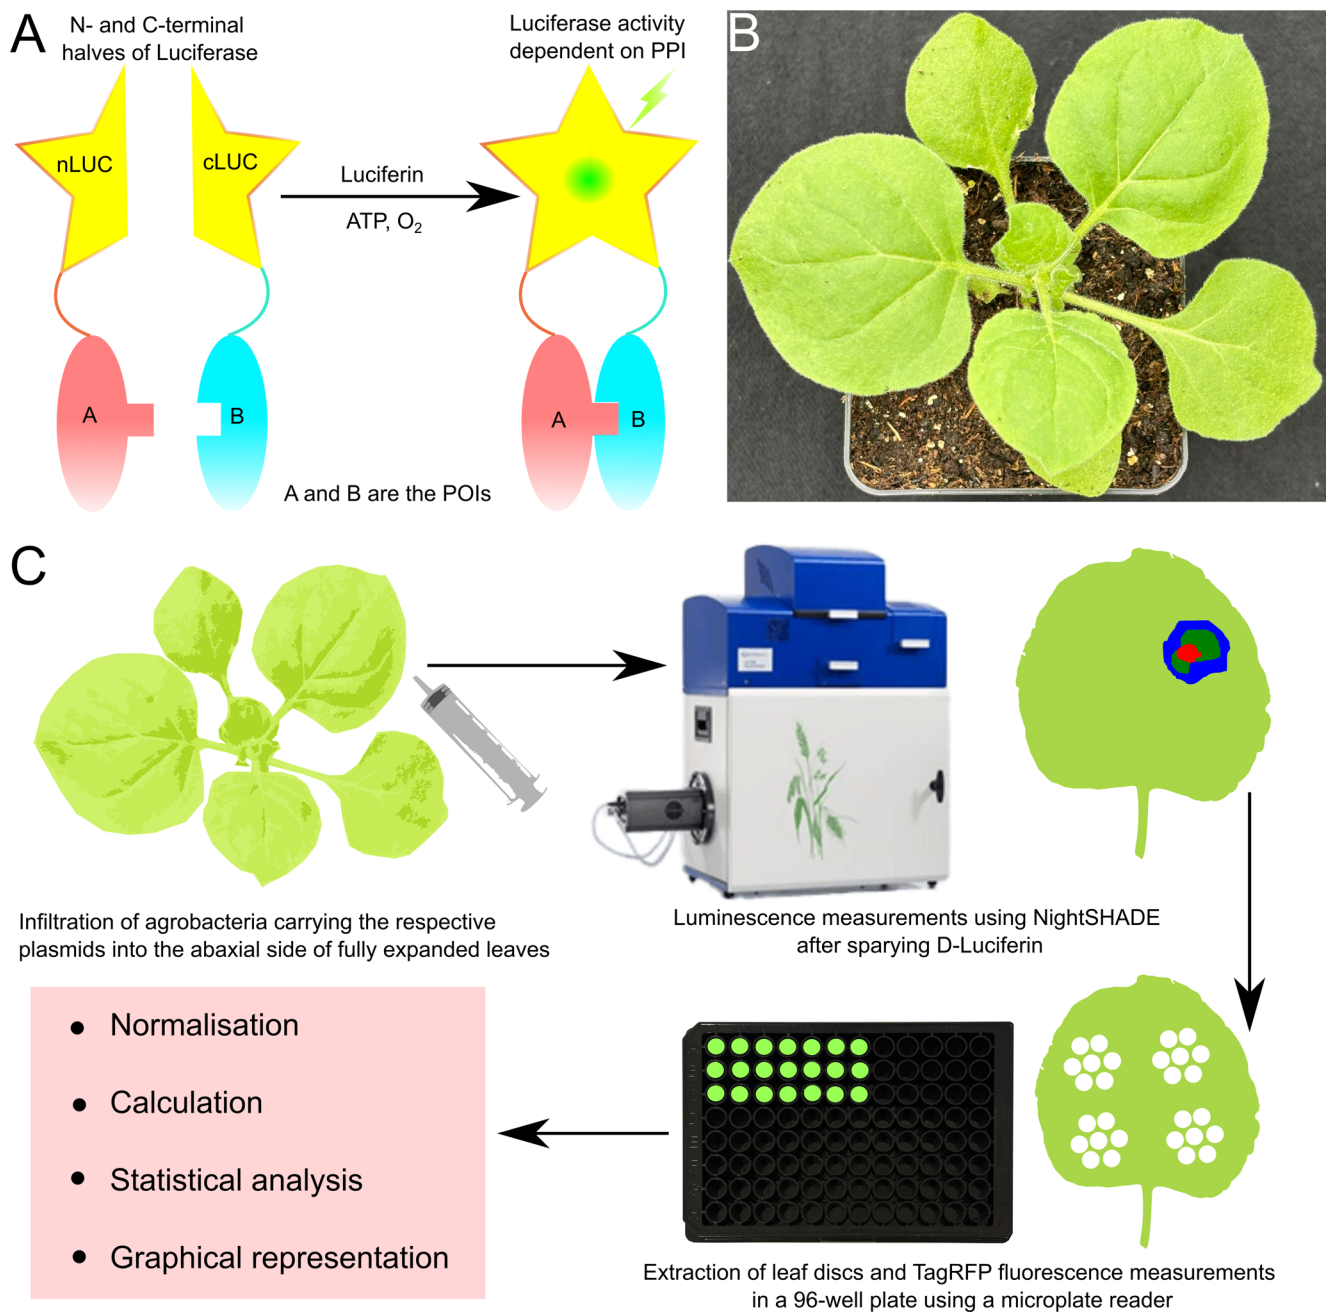 A
N- and C-terminal
halves of Luciferase
Luciferase activity
dependent on PPI
nLUC
cLUC
Luciferin
ATP, O₂
A
B
A
B
A and B are the POIs
B
C
Infiltration of agrobacteria carrying the respective
plasmids into the abaxial side of fully expanded leaves
Luminescence measurements using NightSHADE
after sparying D-Luciferin
• Normalisation
• Calculation
• Statistical analysis
• Graphical representation
Extraction of leaf discs and TagRFP fluorescence measurements
in a 96-well plate using a microplate reader